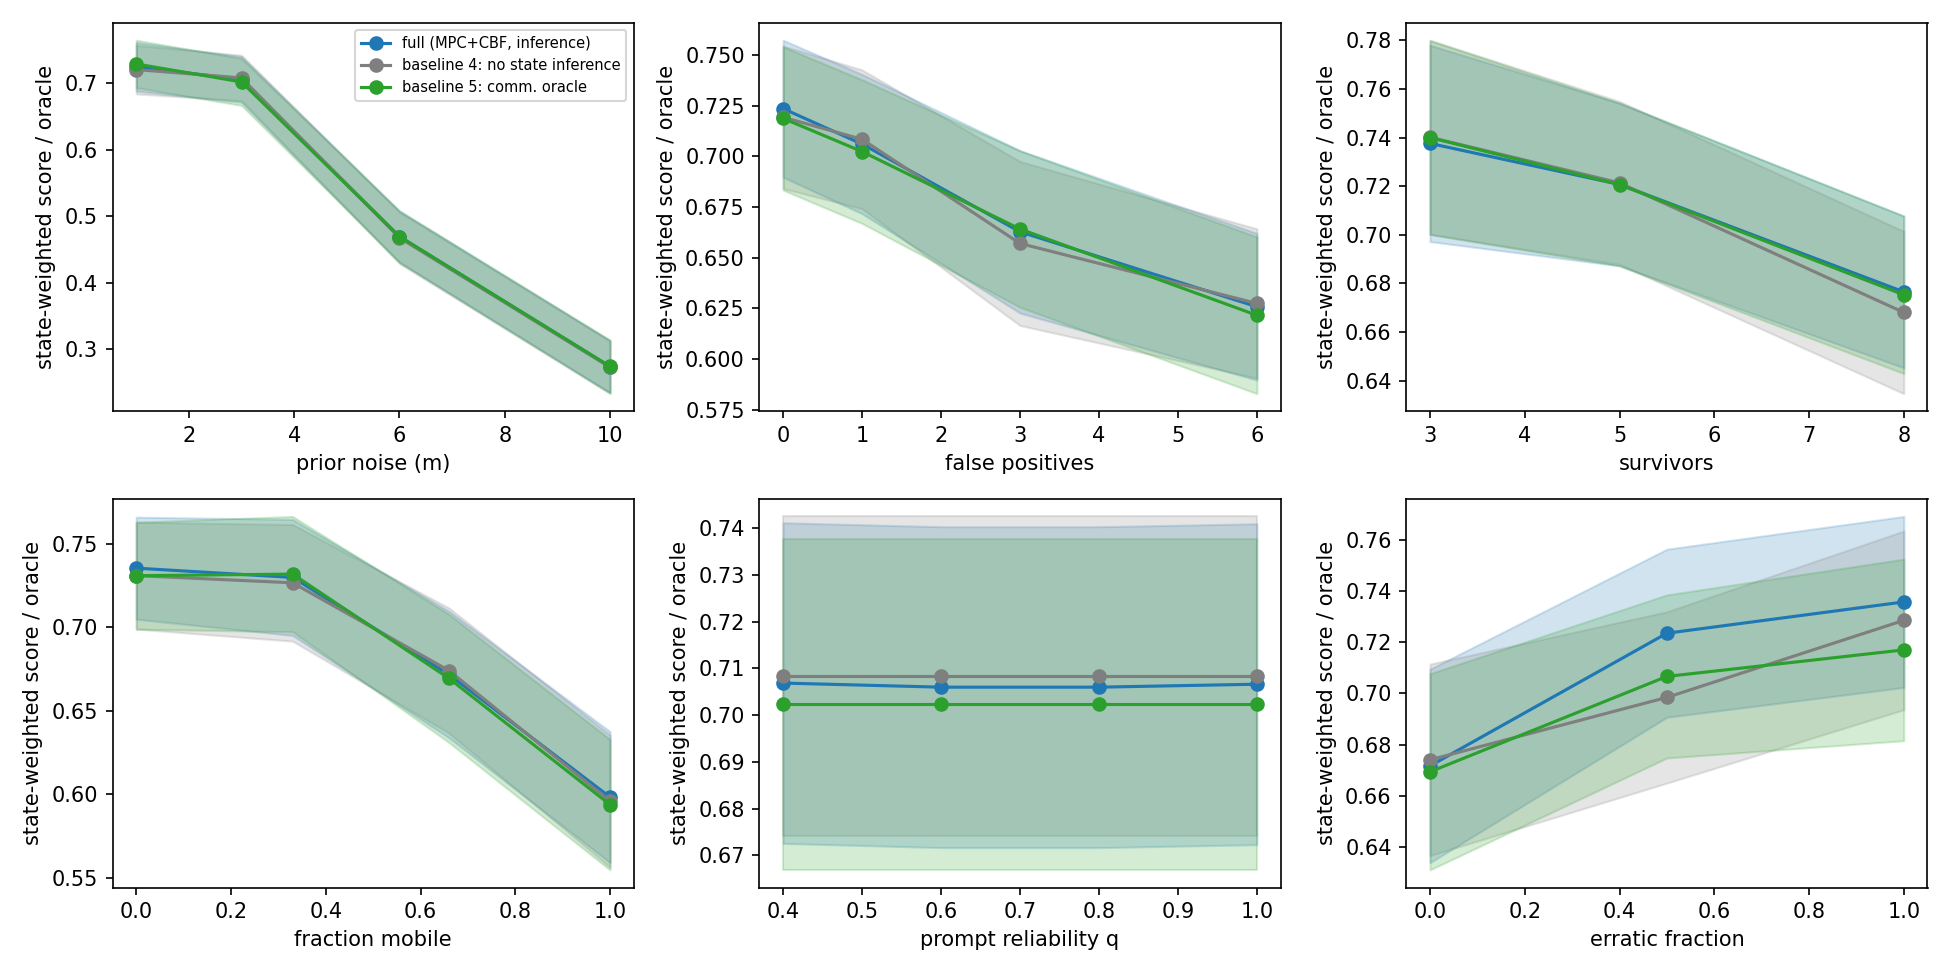 state-weighted score / oracle
0.7
0.6
0.5
0.4
0.3
full (MPC+CBF, inference)
baseline 4: no state inference
baseline 5: comm. oracle
2 4 6 8 10
prior noise (m)
state-weighted score / oracle
0.750
0.725
0.700
0.675
0.650
0.625
0.600
0.575
0 1 2 3 4 5 6
false positives
state-weighted score / oracle
0.78
0.76
0.74
0.72
0.70
0.68
0.66
0.64
3 4 5 6 7 8
survivors
state-weighted score / oracle
0.75
0.70
0.65
0.60
0.55
0.0 0.2 0.4 0.6 0.8 1.0
fraction mobile
state-weighted score / oracle
0.74
0.73
0.72
0.71
0.70
0.69
0.68
0.67
0.4 0.5 0.6 0.7 0.8 0.9 1.0
prompt reliability q
state-weighted score / oracle
0.76
0.74
0.72
0.70
0.68
0.66
0.64
0.0 0.2 0.4 0.6 0.8 1.0
erratic fraction